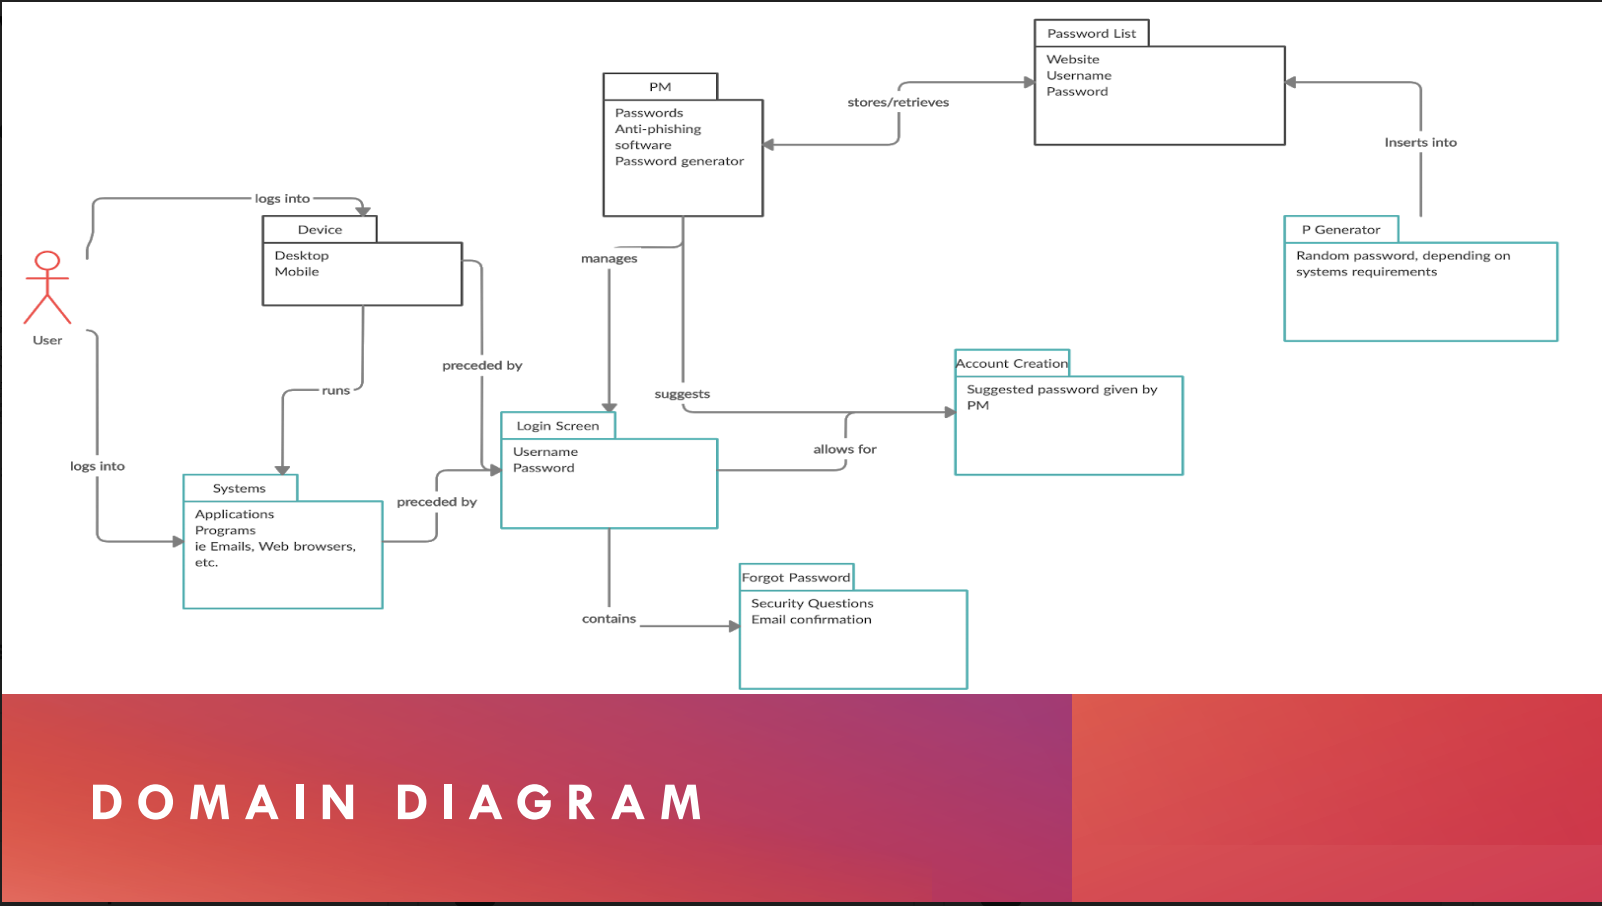 Password List
Website
Username
Password
PM
Passwords
Anti-phishing
software
Password generator
stores/retrieves
Inserts into
logs into
Device
Desktop
Mobile
P Generator
Random password, depending on
systems requirements
User
manages
preceded by
runs
suggests
Account Creation
Suggested password given by
PM
Login Screen
Username
Password
allows for
logs into
Systems
Applications
Programs
ie Emails, Web browsers,
etc.
preceded by
Forgot Password
Security Questions
Email confirmation
contains
DOMAIN DIAGRAM